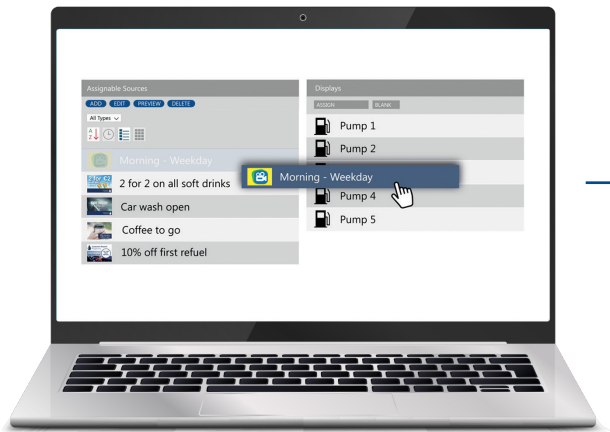 Assignable Sources
ADD EDIT PREVIEW DELETE
All Types
A
Z
Morning - Weekday
2 for 2 on all soft drinks
Car wash open
Coffee to go
10% off first refuel
Displays
ASSIGN BLANK
Pump 1
Pump 2
Morning - Weekday
Pump 4
Pump 5